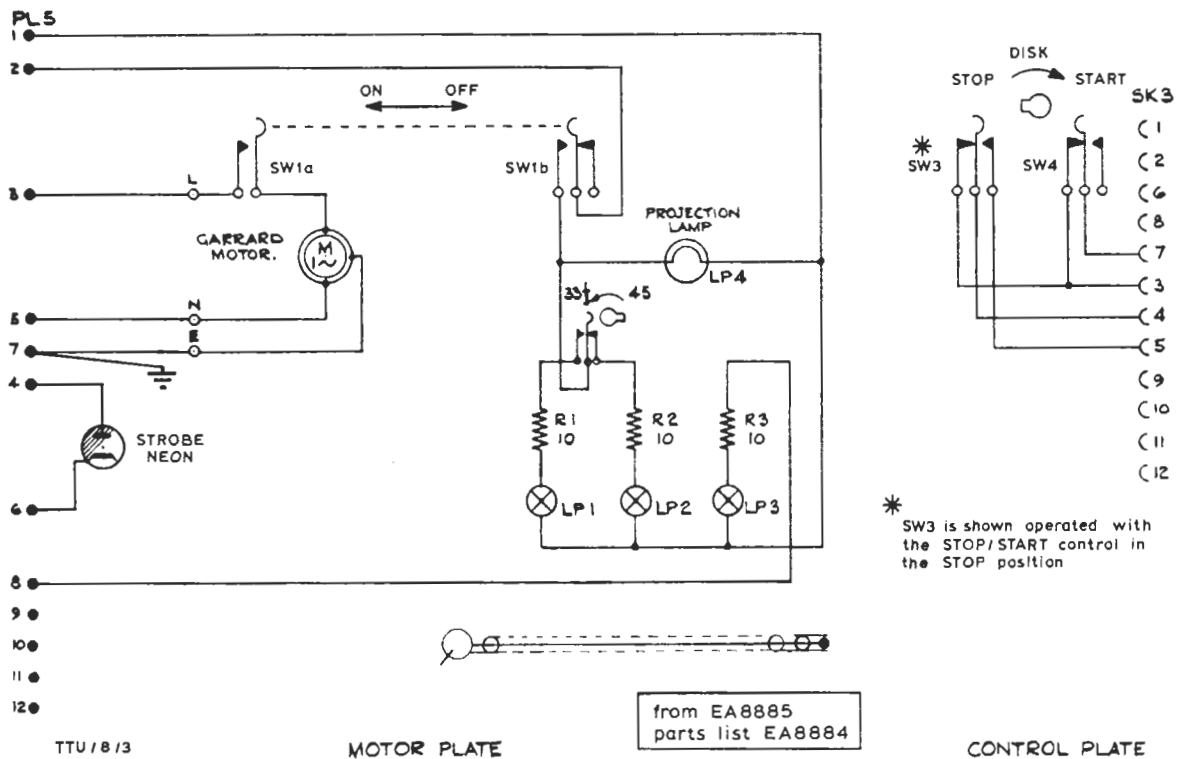 PL5
1
2
3
5
7
4
6
8
9
10
11
12
ON OFF
SW1a
SW1b
L
GARRARD
MOTOR.
M
1~
N
E
STROBE
NEON
PROJECTION
LAMP
LP4
33 45
R1
10
R2
10
R3
10
LP1
LP2
LP3
DISK
STOP START
SK3
*
SW3
SW4
1
2
6
8
7
3
4
5
9
10
11
12
*
SW3 is shown operated with
the STOP/START control in
the STOP position
from EA8885
parts list EA8884
TTU/8/3
MOTOR PLATE
CONTROL PLATE